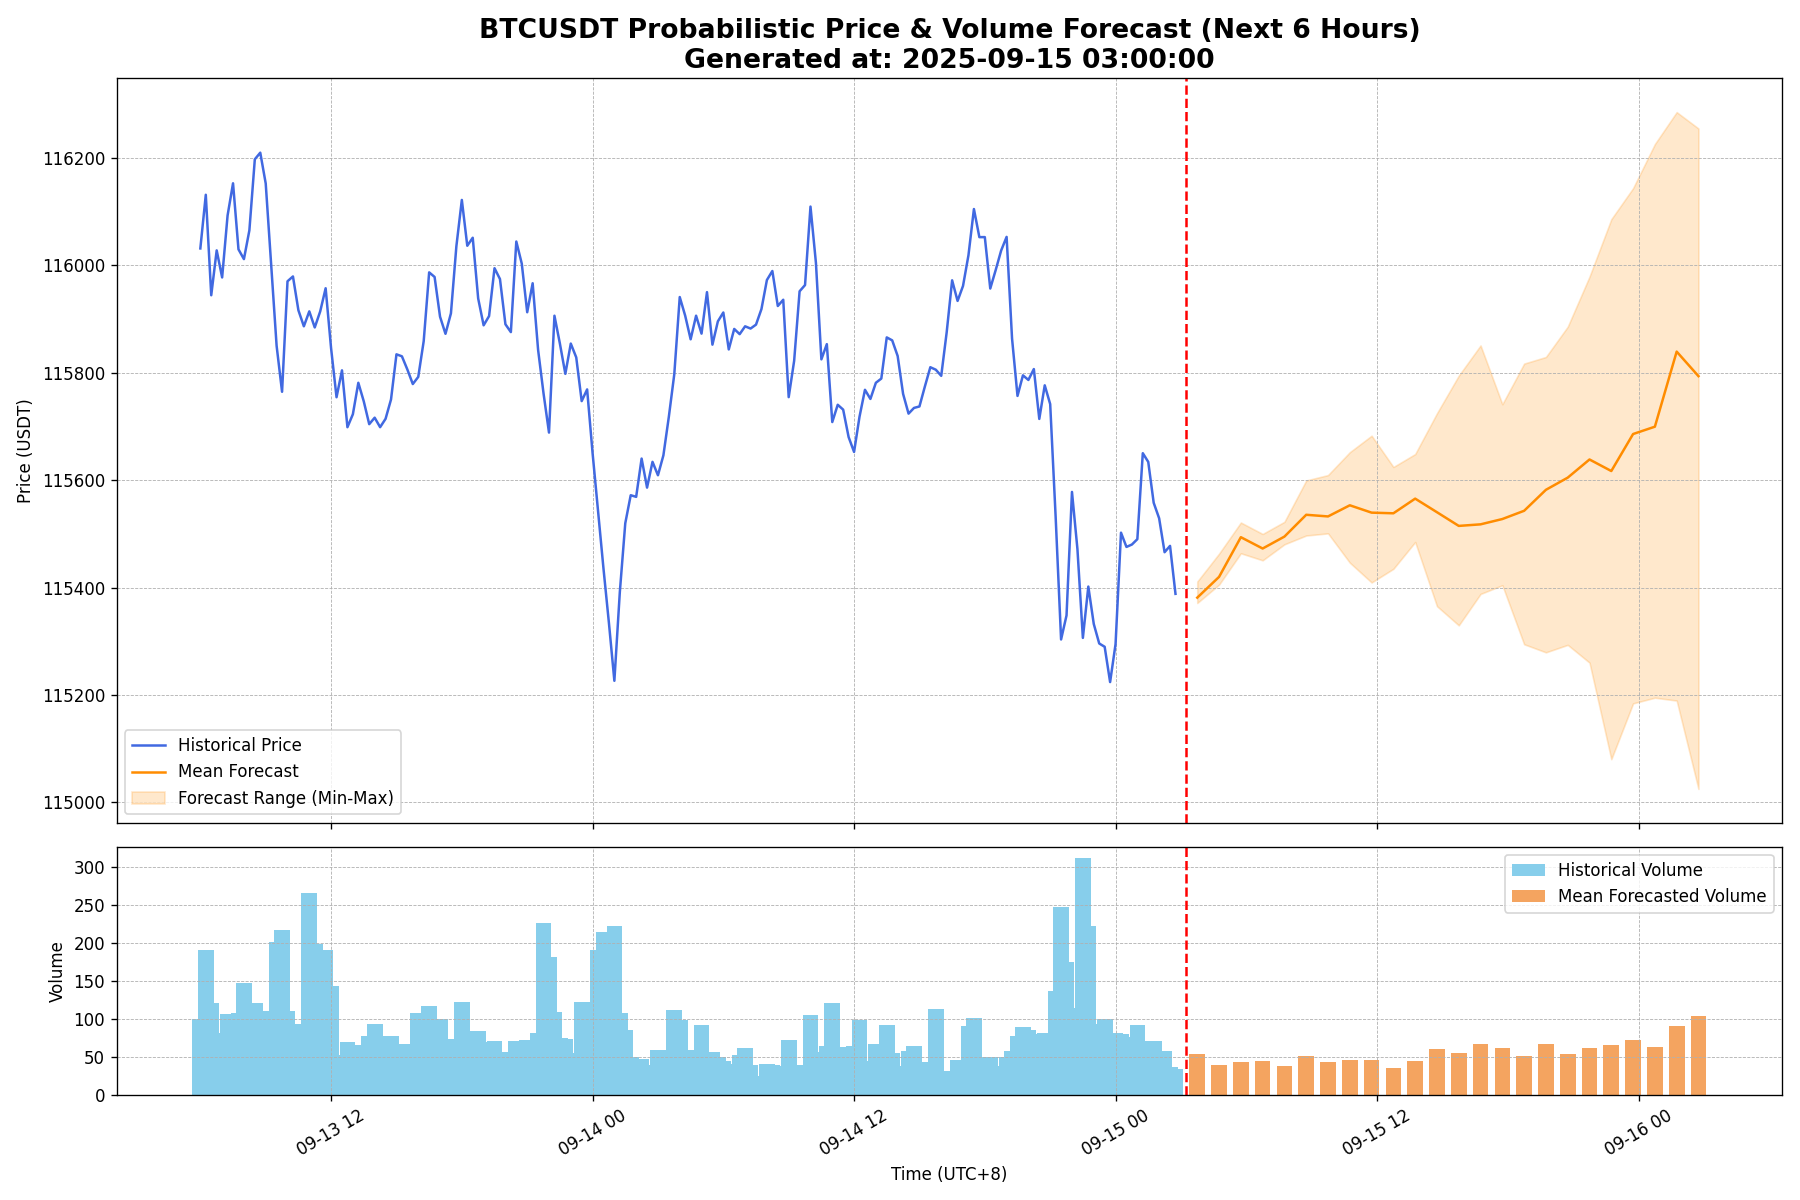 BTCUSDT Probabilistic Price & Volume Forecast (Next 6 Hours)
Generated at: 2025-09-15 03:00:00
Price (USDT)
116200
116000
115800
115600
115400
115200
115000
Historical Price
Mean Forecast
Forecast Range (Min-Max)
Volume
300
250
200
150
100
50
0
Historical Volume
Mean Forecasted Volume
09-13 12
09-14 00
09-14 12
09-15 00
09-15 12
09-16 00
Time (UTC+8)